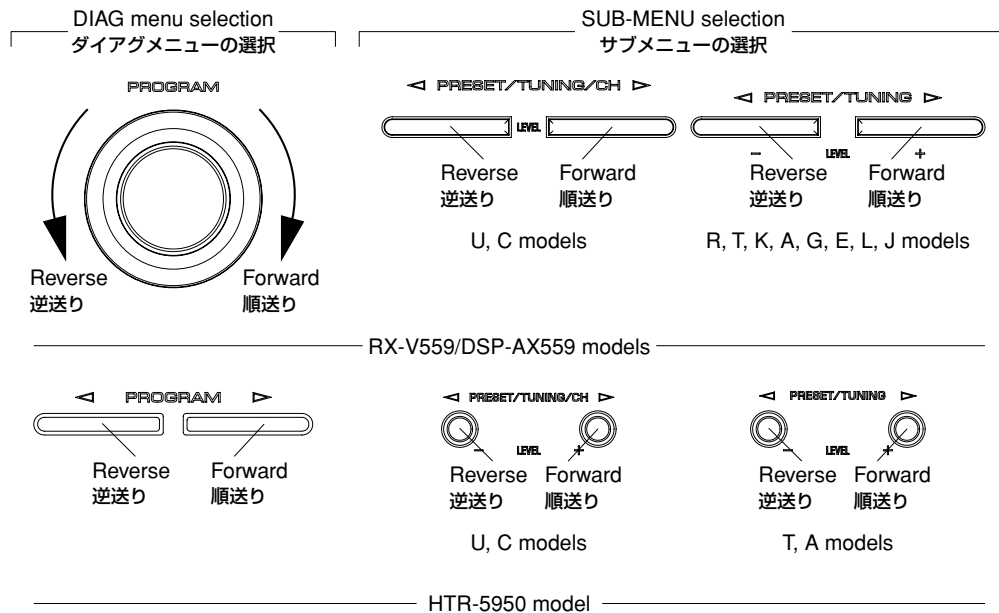 DIAG menu selection
ダイアグメニューの選択
SUB-MENU selection
サブメニューの選択
PROGRAM
Reverse
逆送り
Forward
順送り
◁ PRESET/TUNING/CH ▷
LEVEL
Reverse
逆送り
Forward
順送り
U, C models
◁ PRESET/TUNING ▷
− LEVEL +
Reverse
逆送り
Forward
順送り
R, T, K, A, G, E, L, J models
RX-V559/DSP-AX559 models
◁ PROGRAM ▷
Reverse
逆送り
Forward
順送り
◁ PRESET/TUNING/CH ▷
− LEVEL +
Reverse
逆送り
Forward
順送り
U, C models
◁ PRESET/TUNING ▷
− LEVEL +
Reverse
逆送り
Forward
順送り
T, A models
HTR-5950 model